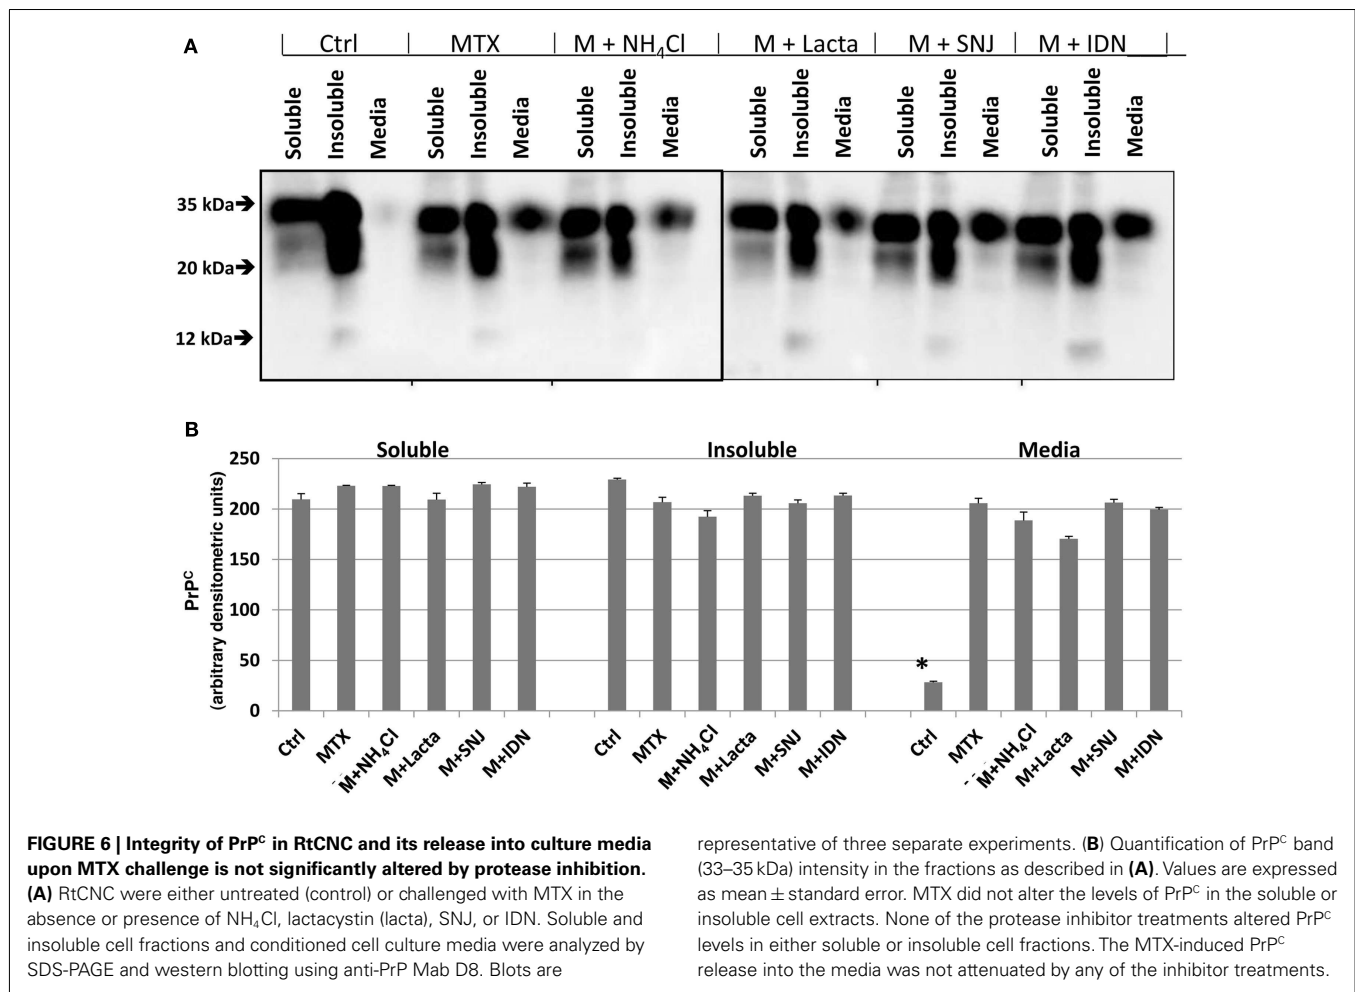 A
Ctrl MTX M + NH₄Cl M + Lacta M + SNJ M + IDN
Soluble Insoluble Media Soluble Insoluble Media Soluble Insoluble Media Soluble Insoluble Media Soluble Insoluble Media Soluble Insoluble Media
35 kDa
20 kDa
12 kDa
B
Soluble Insoluble Media
PrPᶜ
(arbitrary densitometric units)
250
200
150
100
50
0
*
Ctrl MTX M+NH₄Cl M+Lacta M+SNJ M+IDN Ctrl MTX M+NH₄Cl M+Lacta M+SNJ M+IDN Ctrl MTX M+NH₄Cl M+Lacta M+SNJ M+IDN
FIGURE 6 | Integrity of PrPᶜ in RtCNC and its release into culture media
upon MTX challenge is not significantly altered by protease inhibition.
(A) RtCNC were either untreated (control) or challenged with MTX in the
absence or presence of NH₄Cl, lactacystin (lacta), SNJ, or IDN. Soluble and
insoluble cell fractions and conditioned cell culture media were analyzed by
SDS-PAGE and western blotting using anti-PrP Mab D8. Blots are
representative of three separate experiments. (B) Quantification of PrPᶜ band
(33–35 kDa) intensity in the fractions as described in (A). Values are expressed
as mean ± standard error. MTX did not alter the levels of PrPᶜ in the soluble or
insoluble cell extracts. None of the protease inhibitor treatments altered PrPᶜ
levels in either soluble or insoluble cell fractions. The MTX-induced PrPᶜ
release into the media was not attenuated by any of the inhibitor treatments.